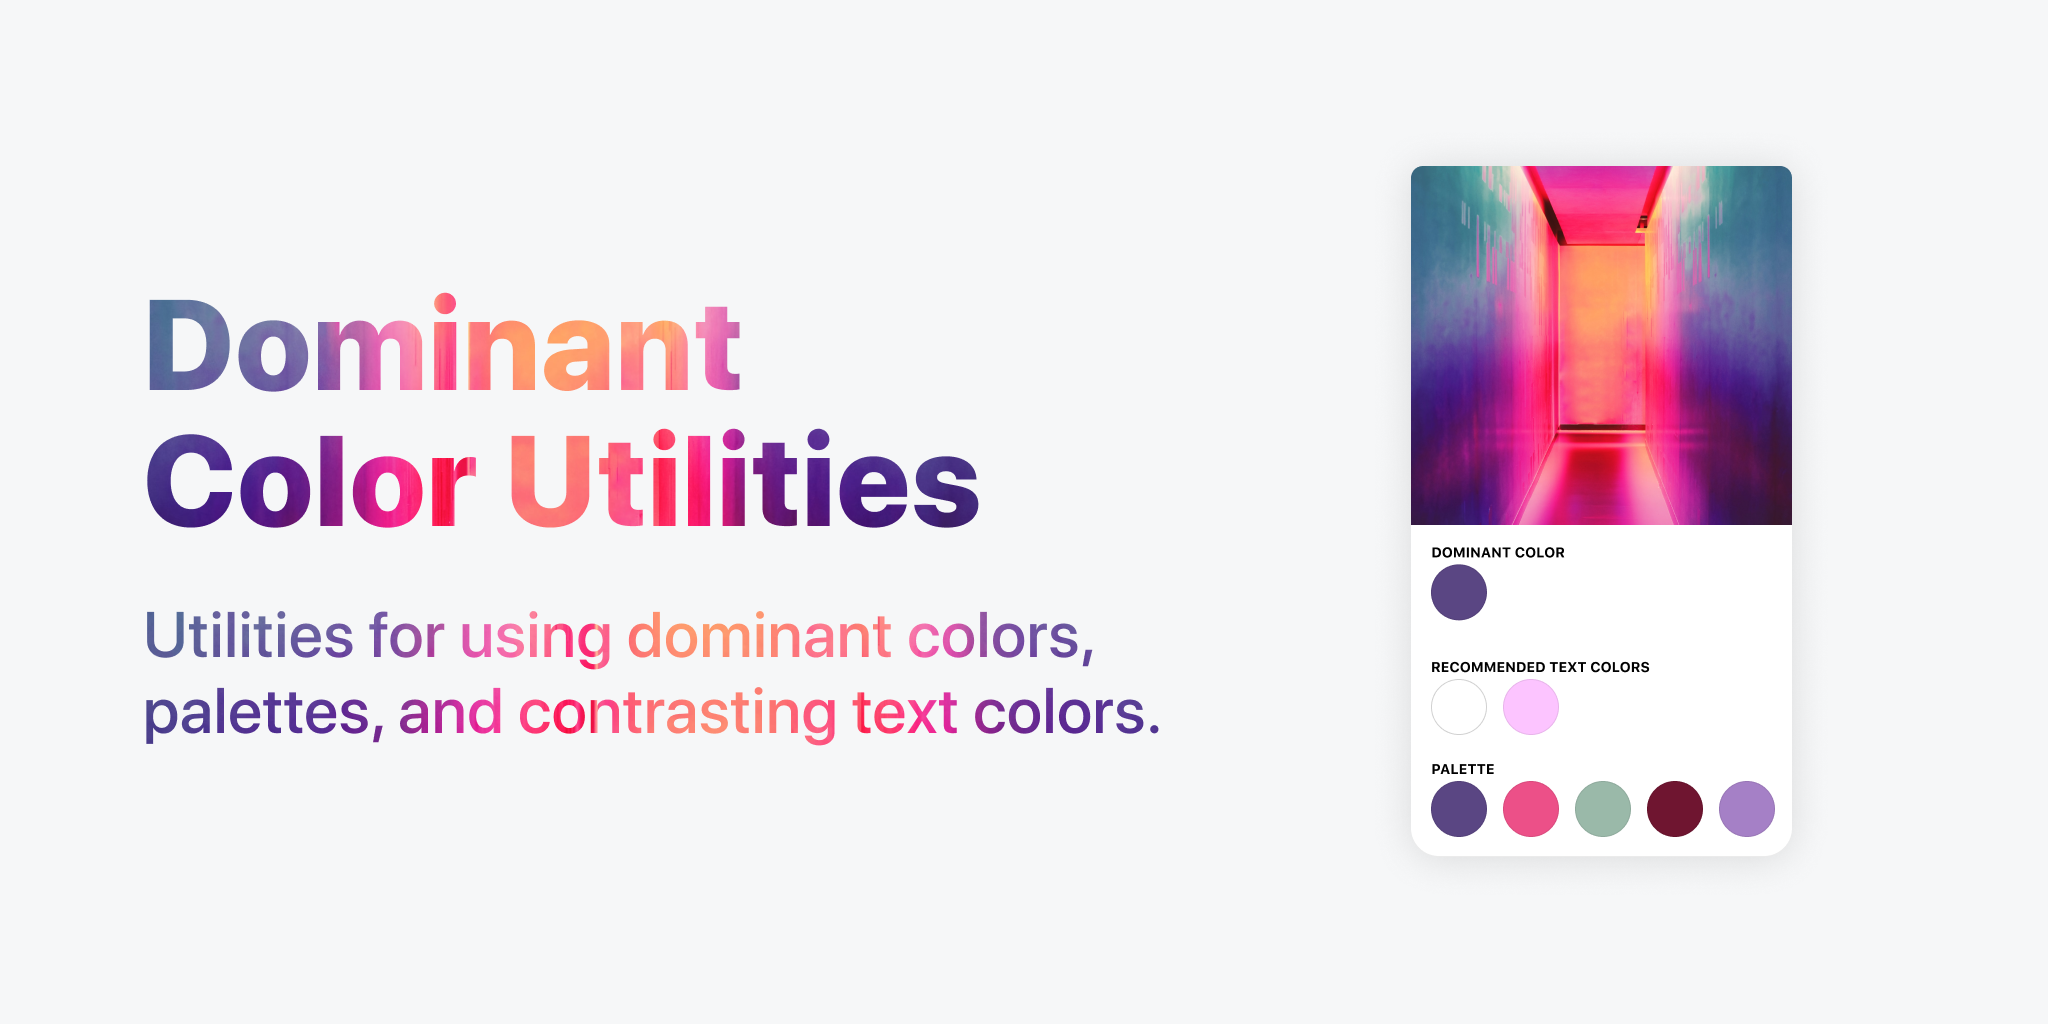 Dominant
Color Utilities
Utilities for using dominant colors,
palettes, and contrasting text colors.
DOMINANT COLOR
RECOMMENDED TEXT COLORS
PALETTE